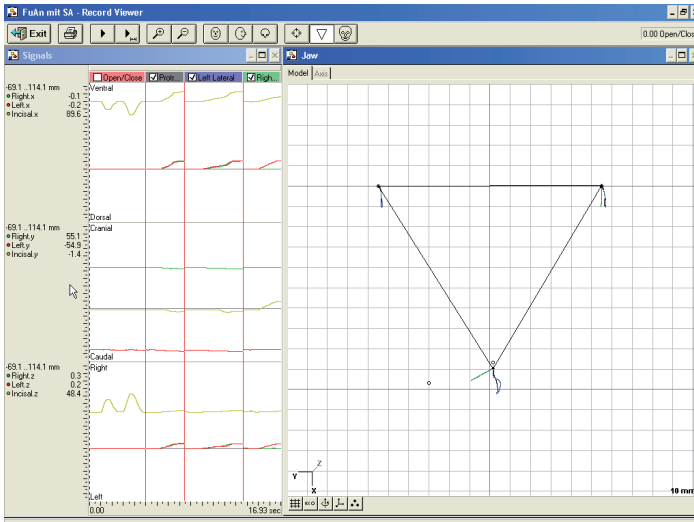 FuAn mit SA - Record Viewer
Exit
0.00 Open/Clos
Signals
Open/Close Protr... Left Lateral Righ...
-69.1 ..114.1 mm
Right.x -0.1
Left.x -0.2
Incisal.x 89.6
Ventral
Dorsal
-69.1 ..114.1 mm
Right.y 55.1
Left.y -54.9
Incisal.y -1.4
Cranial
Caudal
-69.1 ..114.1 mm
Right.z 0.3
Left.z 0.2
Incisal.z 48.4
Right
Left
0.00 16.93 sec
Jaw
Model Axis
Z
Y
X
10 mm